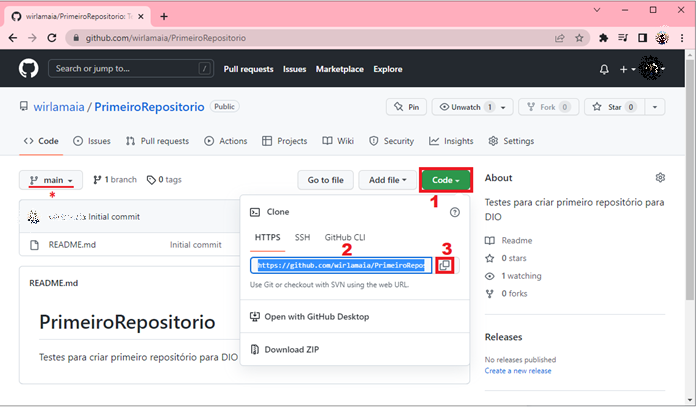 wirlamaia/PrimeiroRepositorio: T
github.com/wirlamaia/PrimeiroRepositorio
Search or jump to...
/
Pull requests
Issues
Marketplace
Explore
wirlamaia / PrimeiroRepositorio
Public
Pin
Unwatch 1
Fork 0
Star 0
Code
Issues
Pull requests
Actions
Projects
Wiki
Security
Insights
Settings
main
*
1 branch
0 tags
Go to file
Add file
Code
1
Initial commit
README.md
Initial commit
Clone
HTTPS
SSH
GitHub CLI
2
3
https://github.com/wirlamaia/PrimeiroRepos
Use Git or checkout with SVN using the web URL.
Open with GitHub Desktop
Download ZIP
README.md
PrimeiroRepositorio
Testes para criar primeiro repositório para DIO
About
Testes para criar primeiro repositório para
DIO
Readme
0 stars
1 watching
0 forks
Releases
No releases published
Create a new release